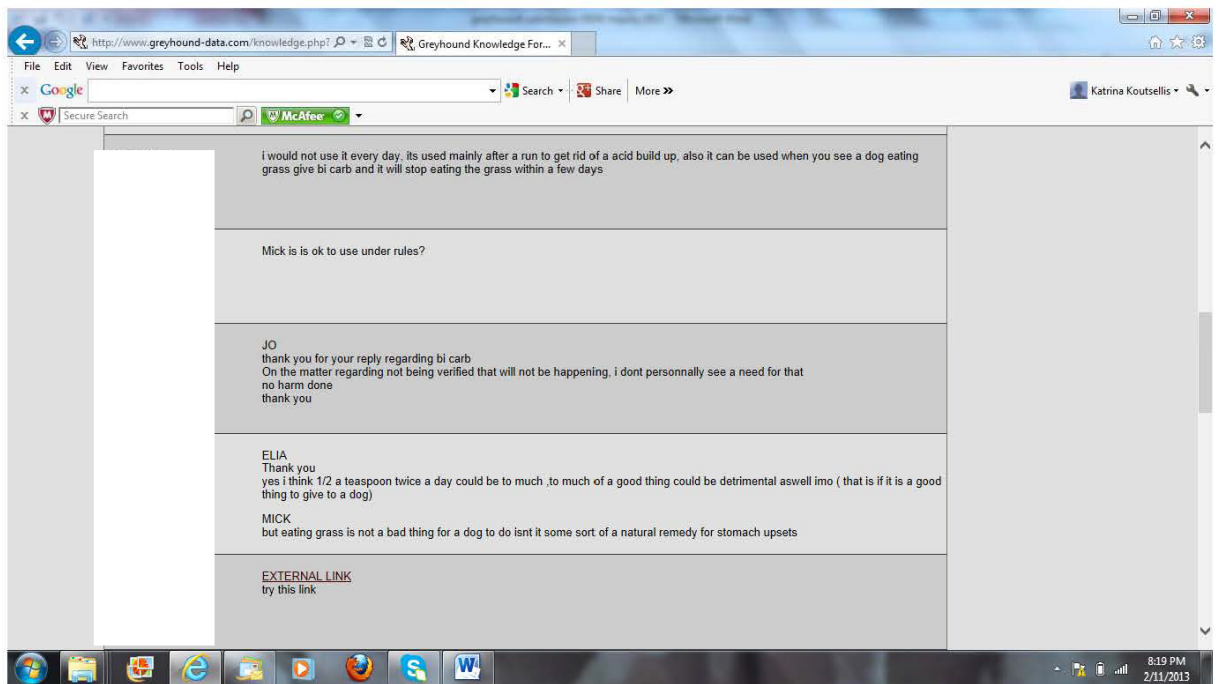 http://www.greyhound-data.com/knowledge.php?
Greyhound Knowledge For...
File Edit View Favorites Tools Help
x Google
Search
Share
More »
Katrina Koutsellis
x Secure Search
McAfee
i would not use it every day, its used mainly after a run to get rid of a acid build up, also it can be used when you see a dog eating
grass give bi carb and it will stop eating the grass within a few days
Mick is is ok to use under rules?
JO
thank you for your reply regarding bi carb
On the matter regarding not being verified that will not be happening, i dont personnally see a need for that
no harm done
thank you
ELIA
Thank you
yes i think 1/2 a teaspoon twice a day could be to much ,to much of a good thing could be detrimental aswell imo ( that is if it is a good
thing to give to a dog)
MICK
but eating grass is not a bad thing for a dog to do isnt it some sort of a natural remedy for stomach upsets
EXTERNAL LINK
try this link
8:19 PM
2/11/2013